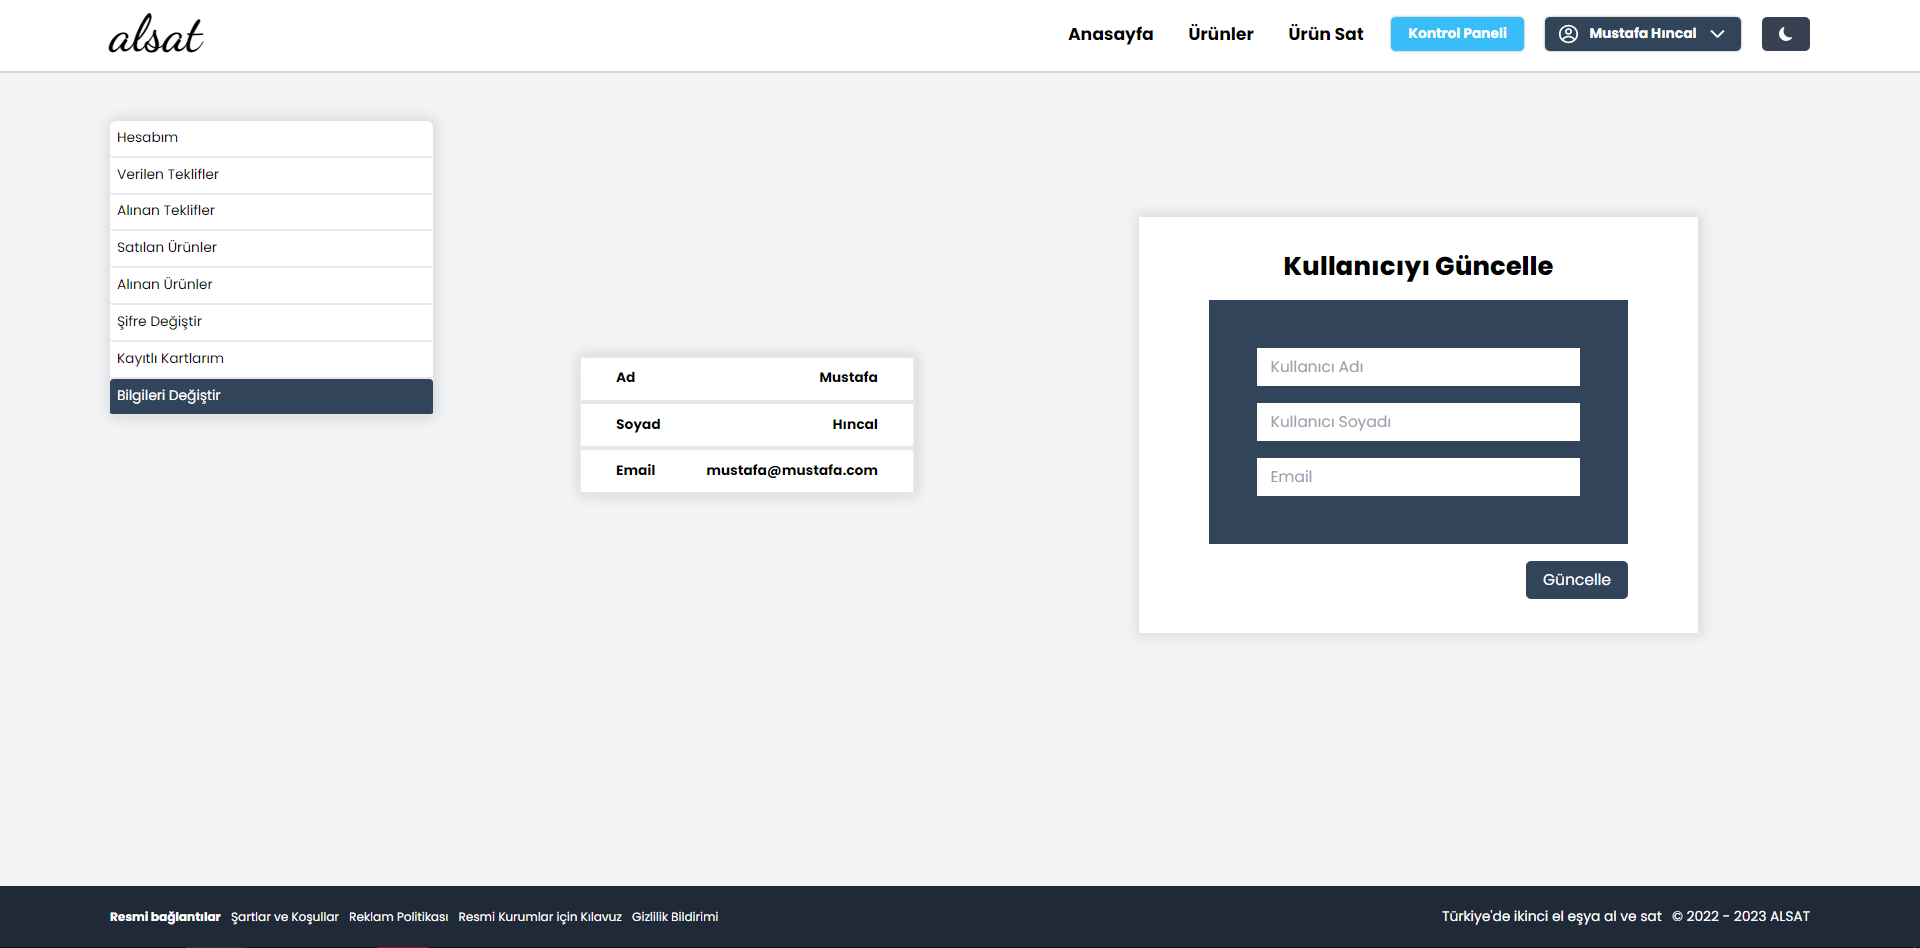 alsat
Anasayfa Ürünler Ürün Sat Kontrol Paneli Mustafa Hıncal
Hesabım
Verilen Teklifler
Alınan Teklifler
Satılan Ürünler
Alınan Ürünler
Şifre Değiştir
Kayıtlı Kartlarım
Bilgileri Değiştir
Ad Mustafa
Soyad Hıncal
Email mustafa@mustafa.com
Kullanıcıyı Güncelle
Kullanıcı Adı
Kullanıcı Soyadı
Email
Güncelle
Resmi bağlantılar Şartlar ve Koşullar Reklam Politikası Resmi Kurumlar için Kılavuz Gizlilik Bildirimi
Türkiye'de ikinci el eşya al ve sat © 2022 - 2023 ALSAT